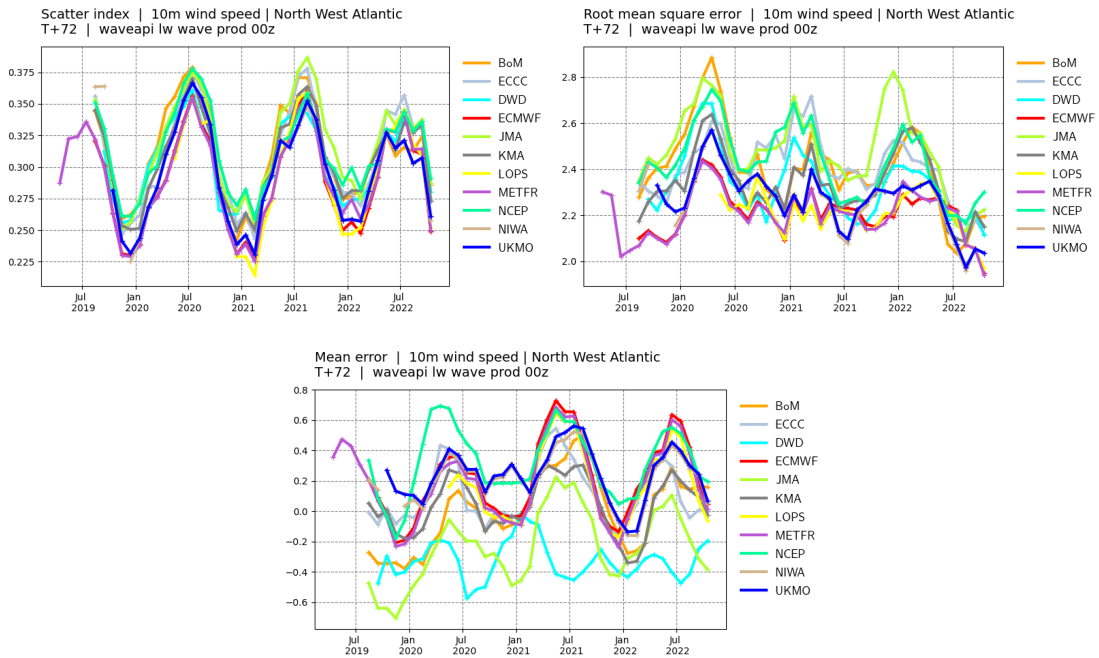 Scatter index | 10m wind speed | North West Atlantic
T+72 | waveapi lw wave prod 00z
0.375
0.350
0.325
0.300
0.275
0.250
0.225
Jul
2019
Jan
2020
Jul
2020
Jan
2021
Jul
2021
Jan
2022
Jul
2022
BoM
ECCC
DWD
ECMWF
JMA
KMA
LOPS
METFR
NCEP
NIWA
UKMO
Root mean square error | 10m wind speed | North West Atlantic
T+72 | waveapi lw wave prod 00z
2.8
2.6
2.4
2.2
2.0
Jul
2019
Jan
2020
Jul
2020
Jan
2021
Jul
2021
Jan
2022
Jul
2022
BoM
ECCC
DWD
ECMWF
JMA
KMA
LOPS
METFR
NCEP
NIWA
UKMO
Mean error | 10m wind speed | North West Atlantic
T+72 | waveapi lw wave prod 00z
0.8
0.6
0.4
0.2
0.0
−0.2
−0.4
−0.6
Jul
2019
Jan
2020
Jul
2020
Jan
2021
Jul
2021
Jan
2022
Jul
2022
BoM
ECCC
DWD
ECMWF
JMA
KMA
LOPS
METFR
NCEP
NIWA
UKMO